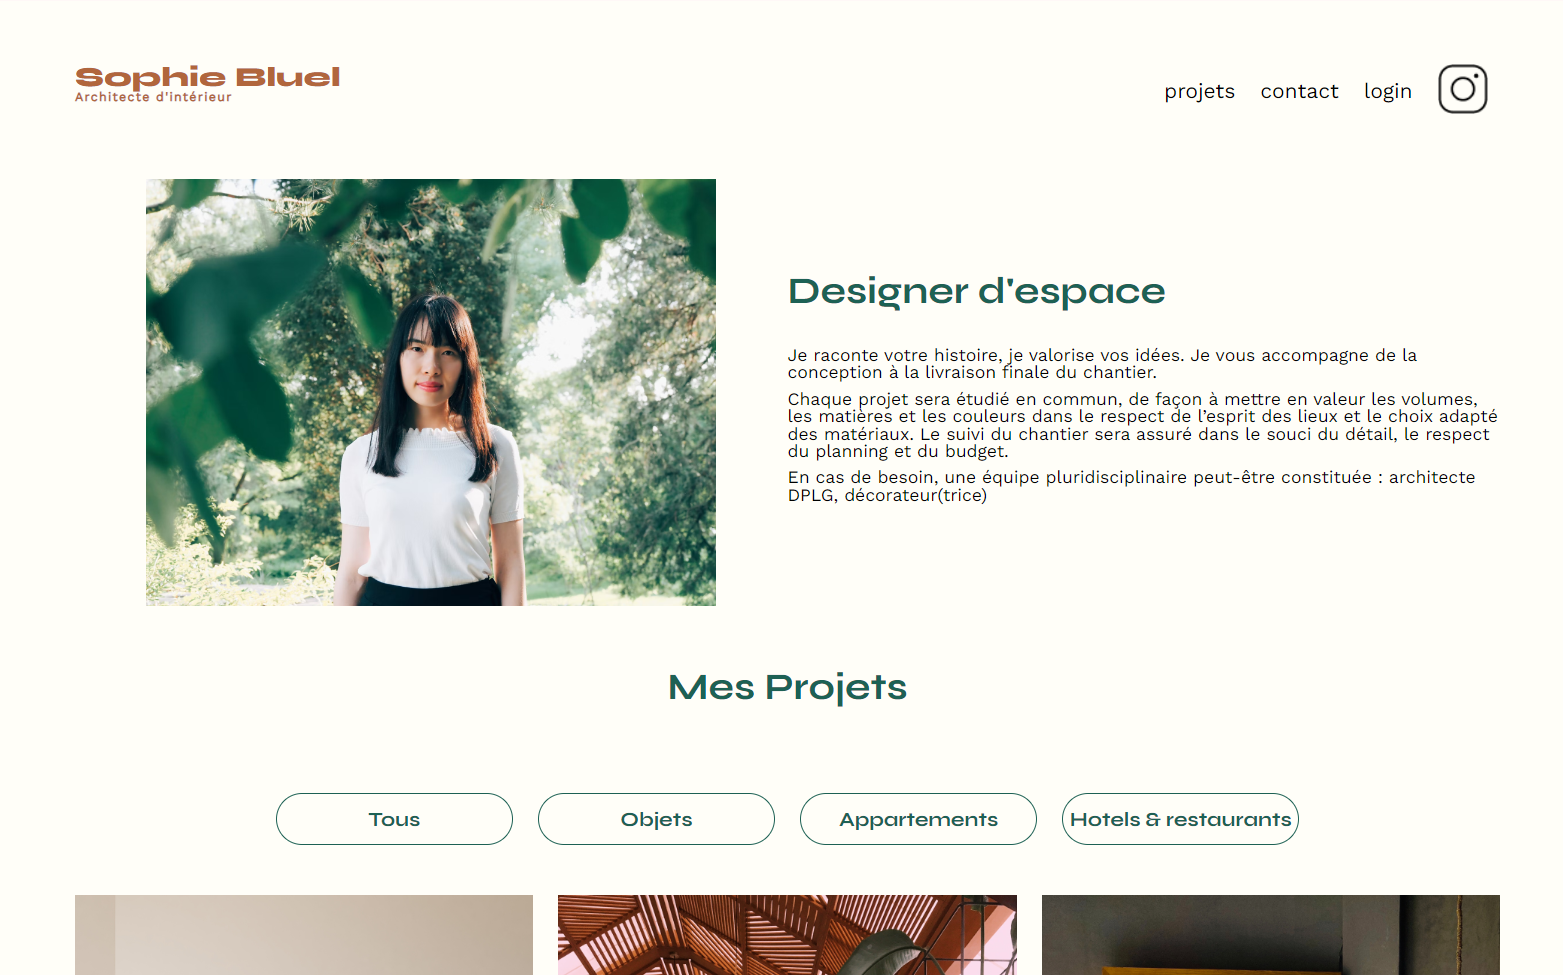 Sophie Bluel
Architecte d'intérieur
projets contact login
Designer d'espace
Je raconte votre histoire, je valorise vos idées. Je vous accompagne de la
conception à la livraison finale du chantier.
Chaque projet sera étudié en commun, de façon à mettre en valeur les volumes,
les matières et les couleurs dans le respect de l’esprit des lieux et le choix adapté
des matériaux. Le suivi du chantier sera assuré dans le souci du détail, le respect
du planning et du budget.
En cas de besoin, une équipe pluridisciplinaire peut-être constituée : architecte
DPLG, décorateur(trice)
Mes Projets
Tous
Objets
Appartements
Hotels & restaurants